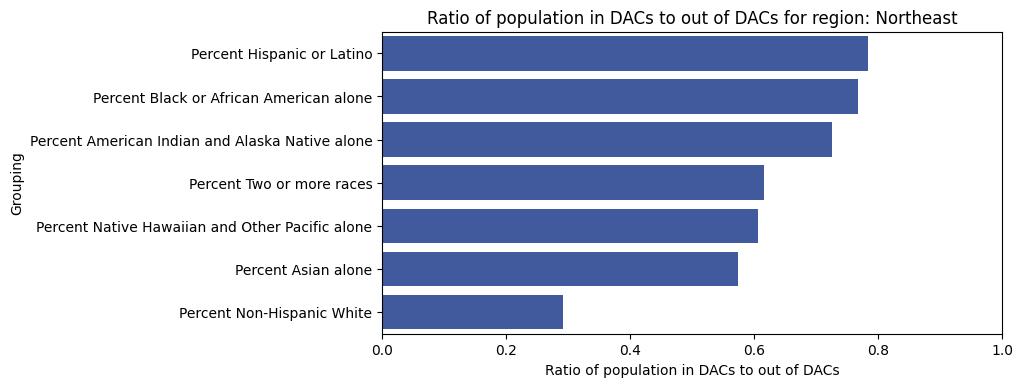 Ratio of population in DACs to out of DACs for region: Northeast
Grouping
Percent Hispanic or Latino
Percent Black or African American alone
Percent American Indian and Alaska Native alone
Percent Two or more races
Percent Native Hawaiian and Other Pacific alone
Percent Asian alone
Percent Non-Hispanic White
0.0 0.2 0.4 0.6 0.8 1.0
Ratio of population in DACs to out of DACs